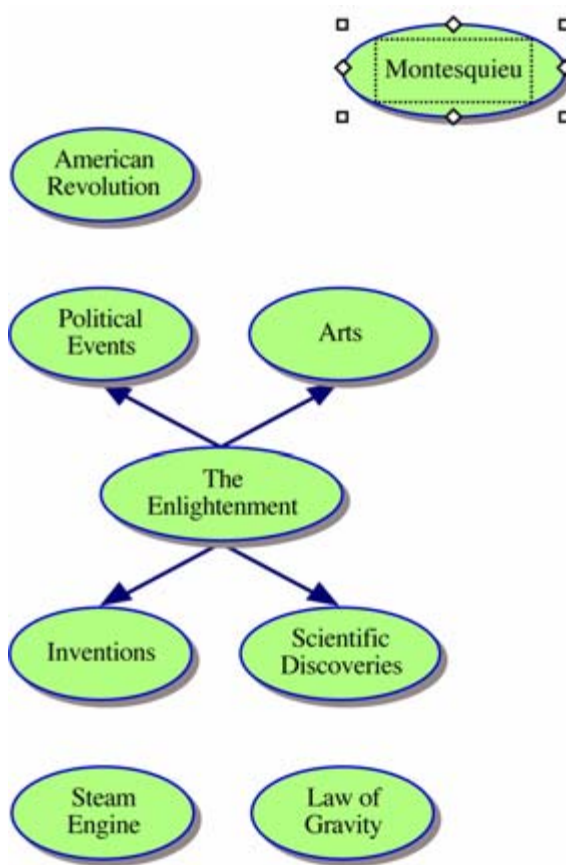 Montesquieu
American
Revolution
Political
Events
Arts
The
Enlightenment
Inventions
Scientific
Discoveries
Steam
Engine
Law of
Gravity